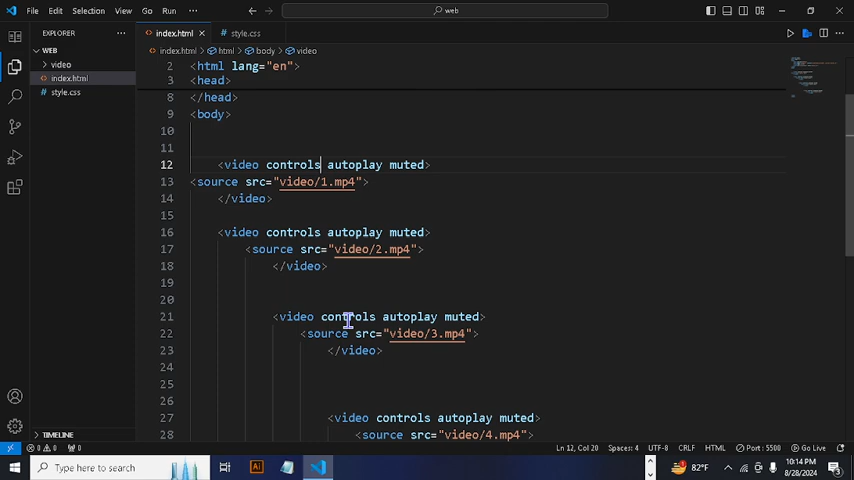 File Edit Selection View Go Run ··· web
EXPLORER ···
WEB
video
index.html
style.css
TIMELINE
index.html style.css
index.html html body video
2 <html lang="en">
3 <head>
8 </head>
9 <body>
10
11
12 <video controls autoplay muted>
13 <source src="video/1.mp4">
14 </video>
15
16 <video controls autoplay muted>
17 <source src="video/2.mp4">
18 </video>
19
20
21 <video controls autoplay muted>
22 <source src="video/3.mp4">
23 </video>
24
25
26
27 <video controls autoplay muted>
28 <source src="video/4.mp4">
0 0 0 Ln 12, Col 20 Spaces: 4 UTF-8 CRLF HTML Port : 5500 Go Live
Type here to search Ai 82°F 10:14 PM
8/28/2024 3